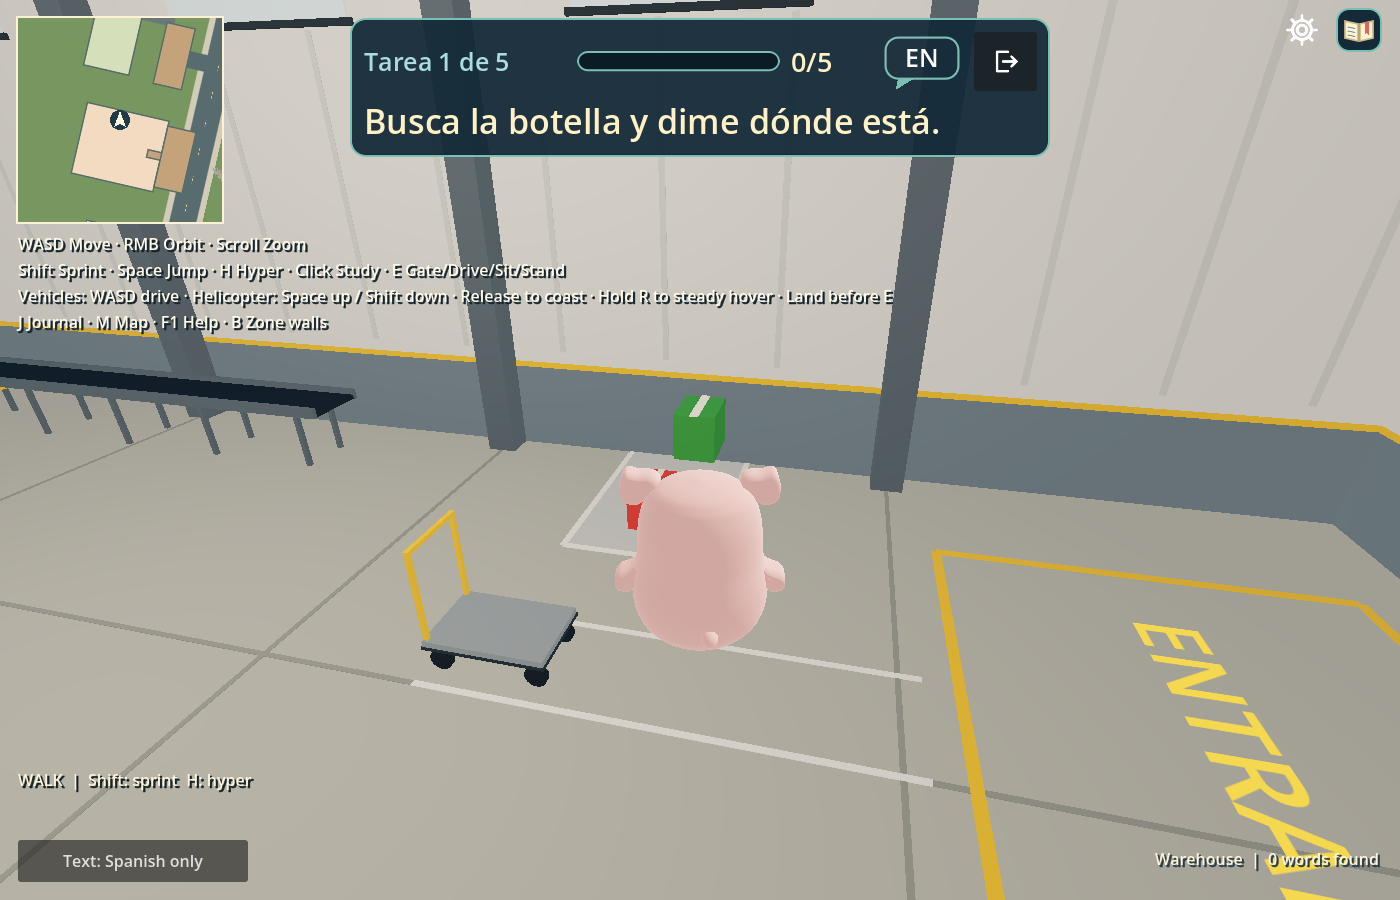 Tarea 1 de 5
0/5
EN
Busca la botella y dime dónde está.
WASD Move · RMB Orbit · Scroll Zoom
Shift Sprint · Space Jump · H Hyper · Click Study · E Gate/Drive/Sit/Stand
Vehicles: WASD drive · Helicopter: Space up / Shift down · Release to coast · Hold R to steady hover · Land before E
J Journal · M Map · F1 Help · B Zone walls
ENTRA
WALK | Shift: sprint H: hyper
Text: Spanish only
Warehouse | 0 words found